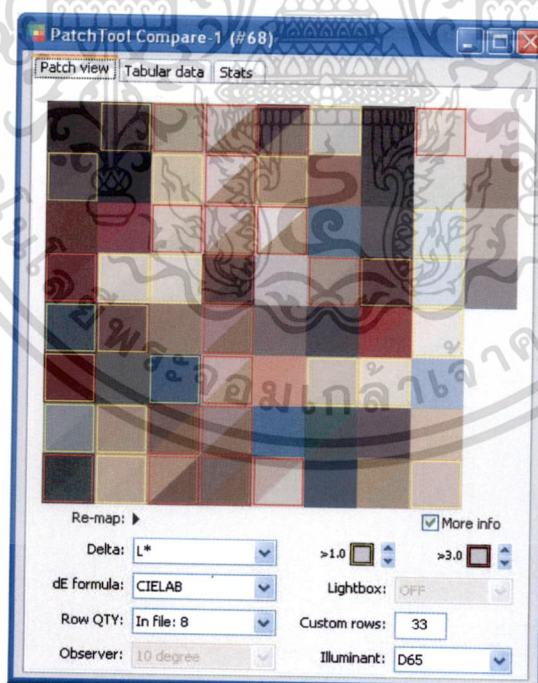 PatchTool Compare-1 (#68)
Patch view Tabular data Stats
Re-map: More info
Delta: L* >1.0 >3.0
dE formula: CIELAB Lightbox: OFF
Row QTY: In file: 8 Custom rows: 33
Observer: 10 degree Illuminant: D65